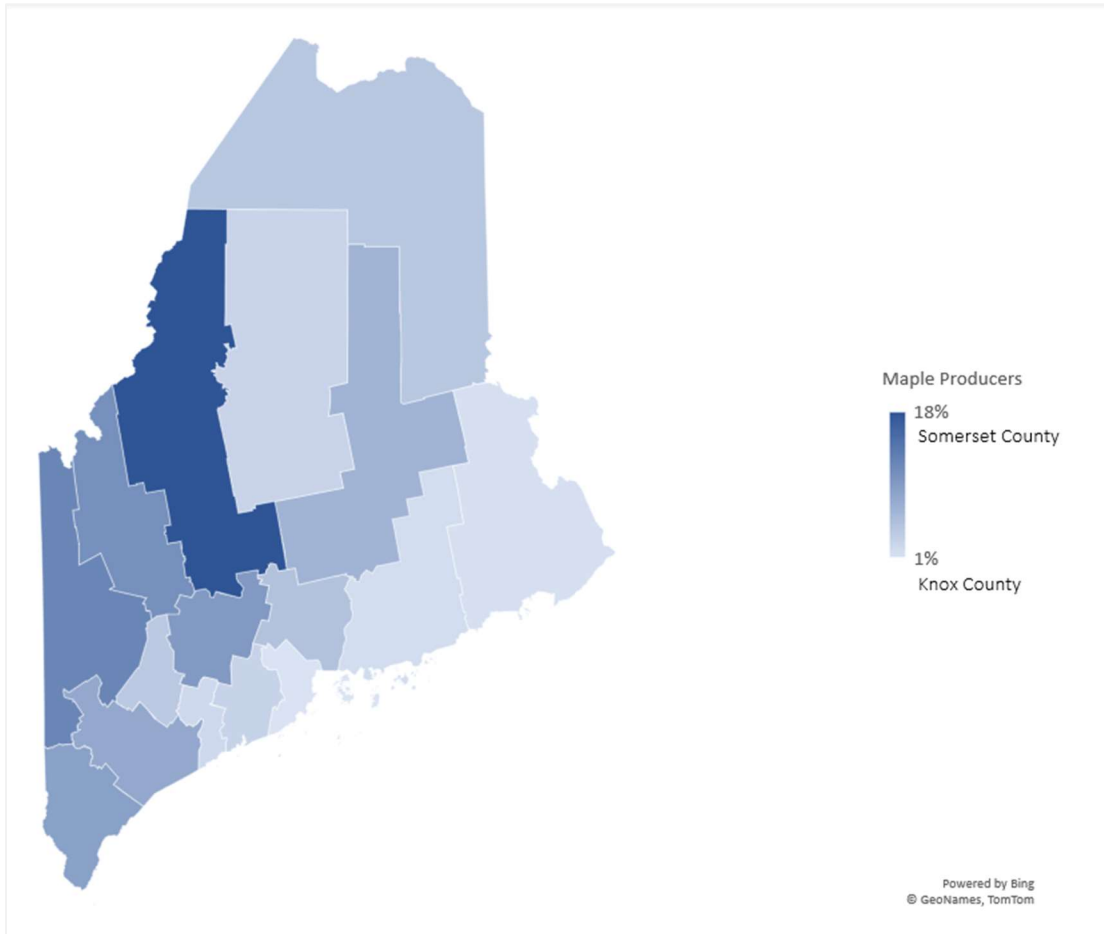 Maple Producers
18%
Somerset County
1%
Knox County
Powered by Bing
© GeoNames, TomTom